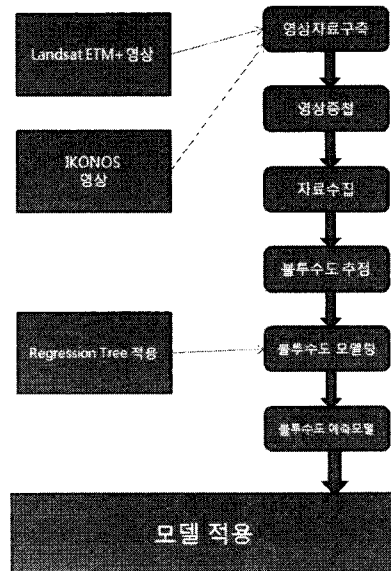 Landsat ETM+ 영상
영상자료구축
영상중첩
IKONOS
영상
자료수집
불투수도 추정
Regression Tree 적용
불투수도 모델링
불투수도 예측모델
모델 적용